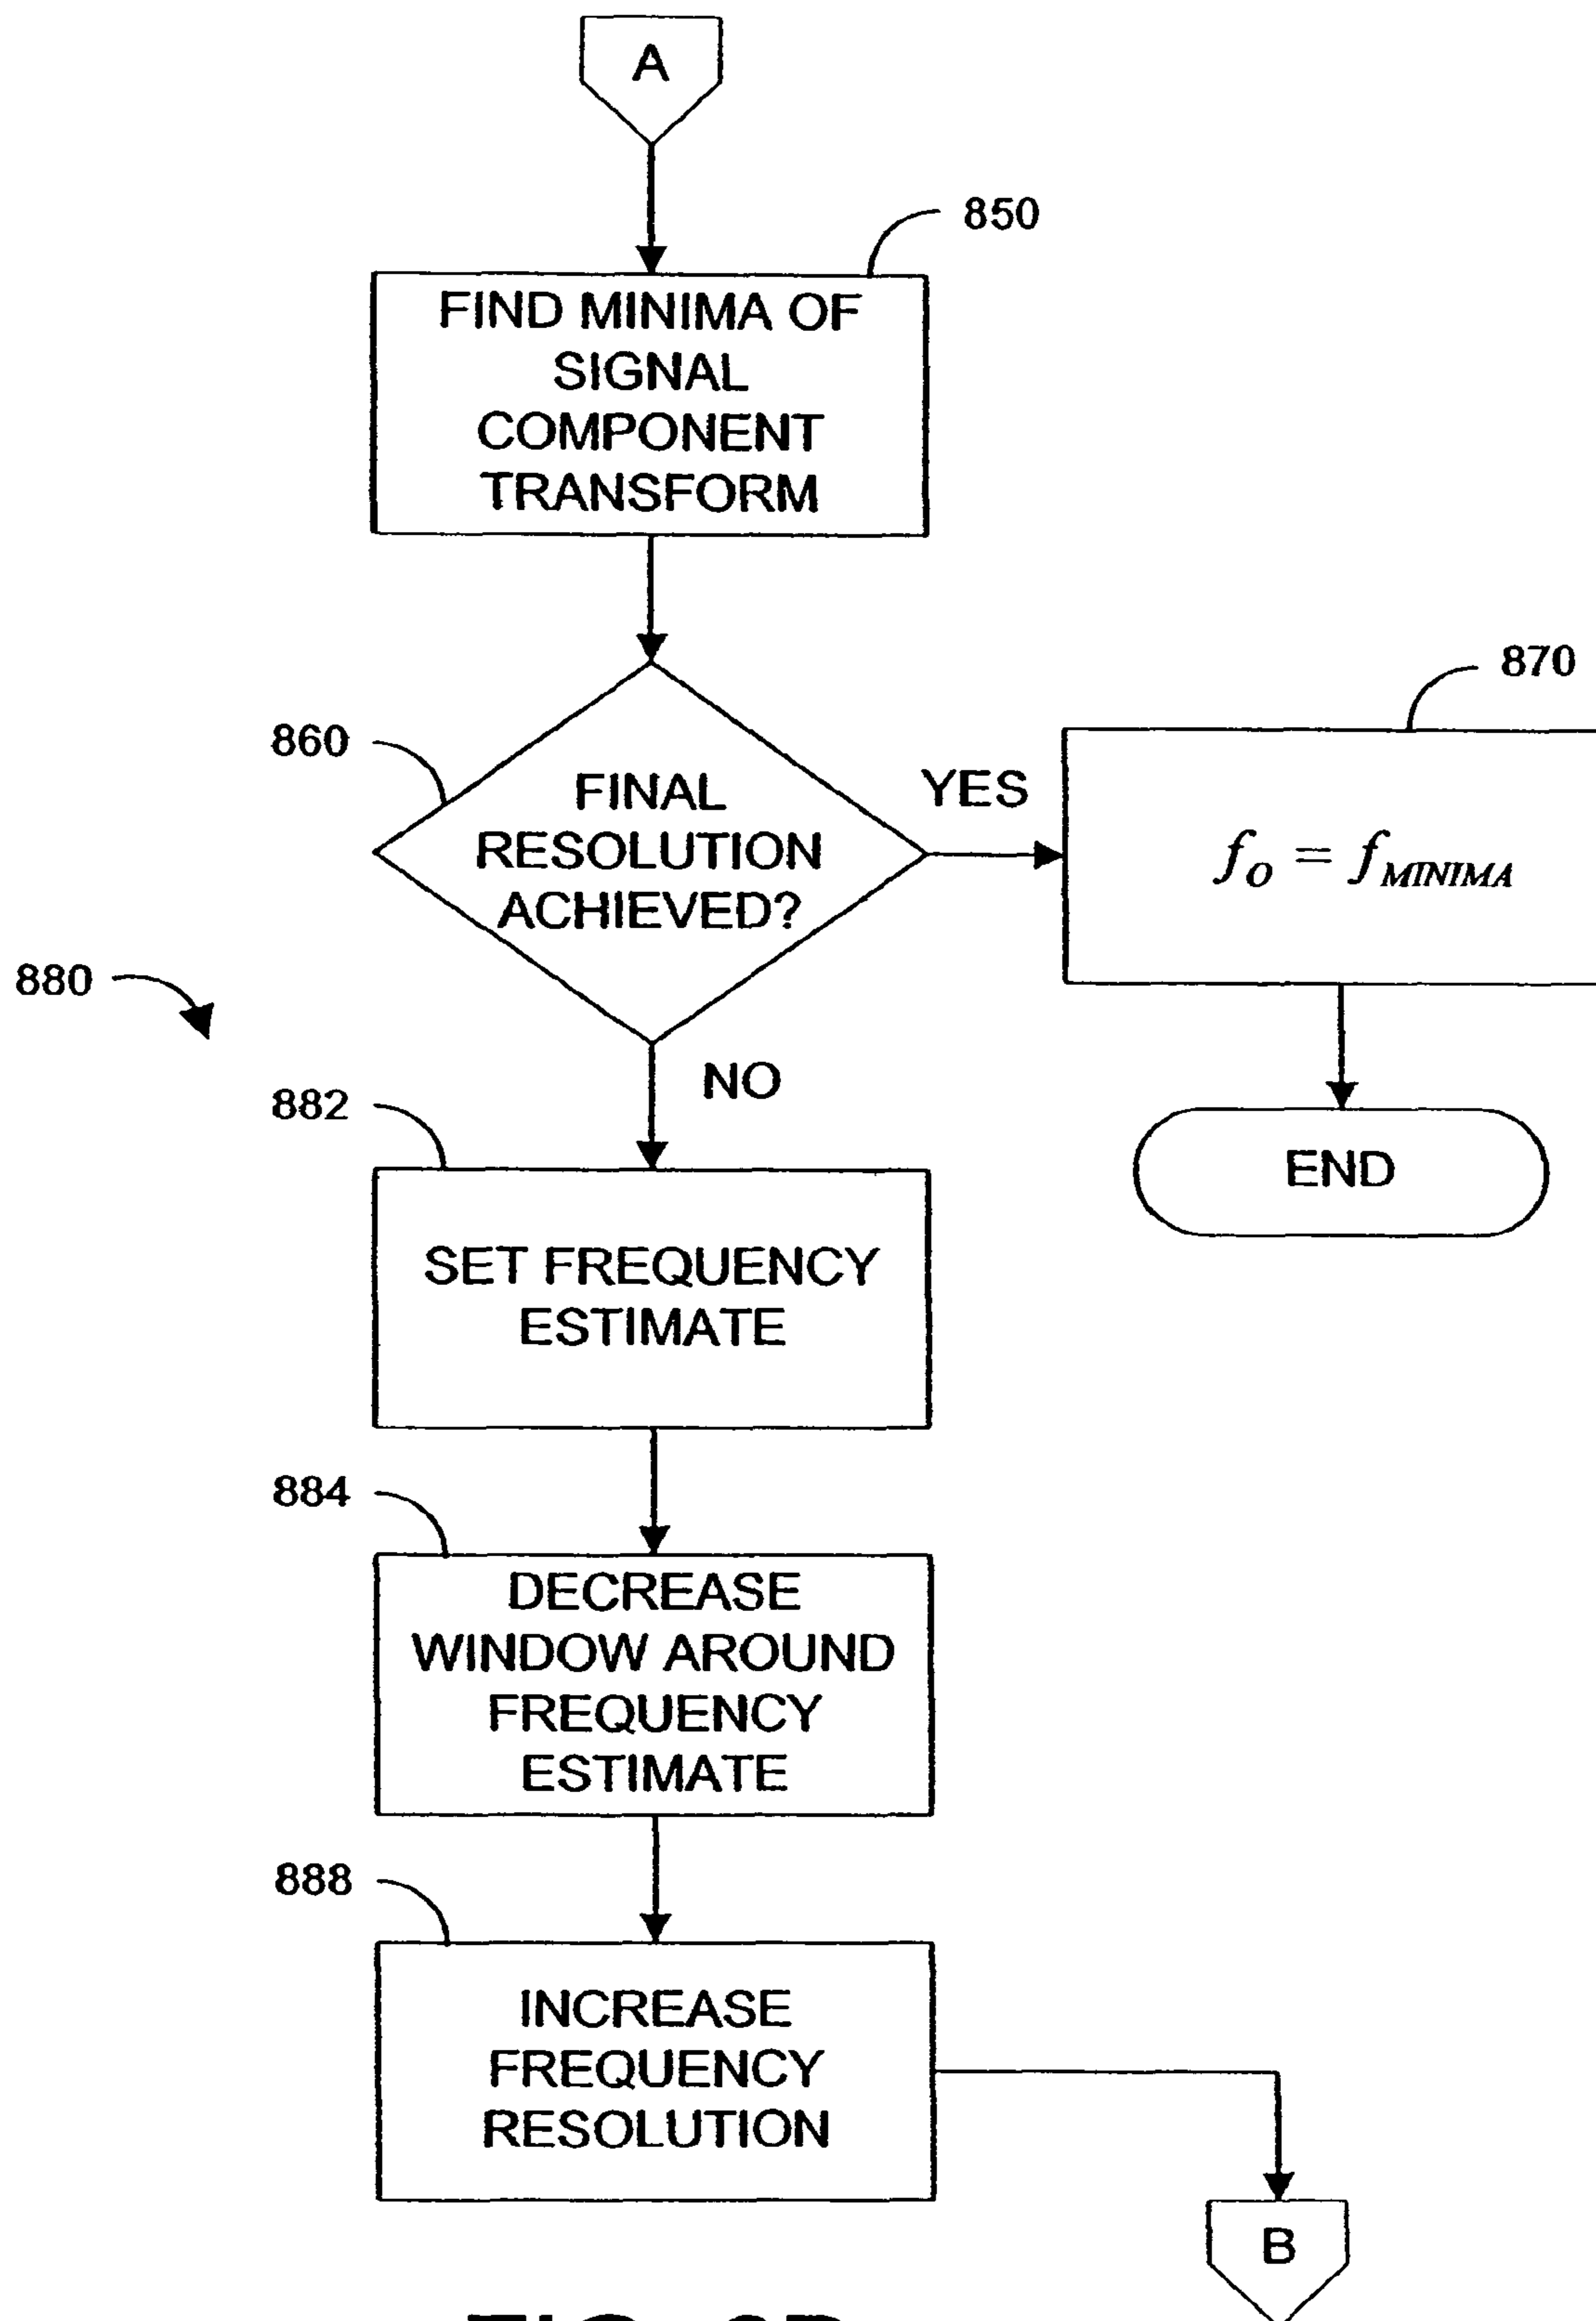 A
850
FIND MINIMA OF
SIGNAL
COMPONENT
TRANSFORM
870
860
FINAL
RESOLUTION
ACHIEVED?
YES
f_O = f_MINIMA
880
NO
END
882
SET FREQUENCY
ESTIMATE
884
DECREASE
WINDOW AROUND
FREQUENCY
ESTIMATE
888
INCREASE
FREQUENCY
RESOLUTION
B